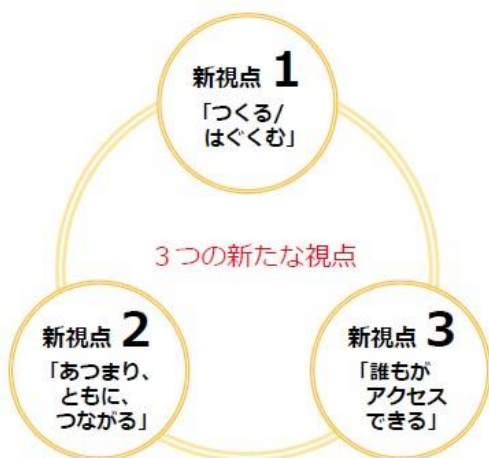 新視点 1
「つくる/
はぐくむ」
3つの新たな視点
新視点 2
「あつまり、
ともに、
つながる」
新視点 3
「誰もが
アクセス
できる」